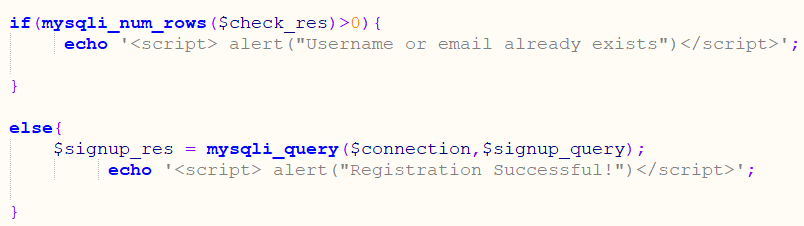 if(mysqli_num_rows($check_res)>0){
echo '<script> alert("Username or email already exists")</script>';
}
else{
$signup_res = mysqli_query($connection,$signup_query);
echo '<script> alert("Registration Successful!")</script>';
}